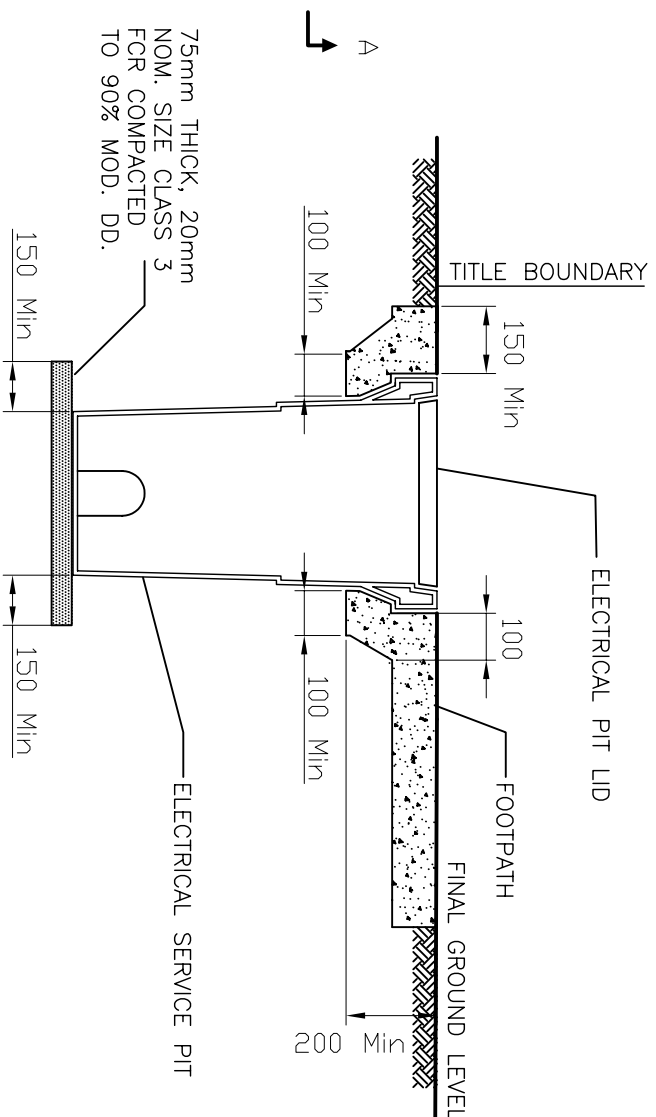 A
TITLE BOUNDARY
150 Min
ELECTRICAL PIT LID
100
FOOTPATH
FINAL GROUND LEVEL
100 Min
100 Min
200 Min
75mm THICK, 20mm
NOM. SIZE CLASS 3
FCR COMPACTED
TO 90% MOD. DD.
150 Min
150 Min
ELECTRICAL SERVICE PIT